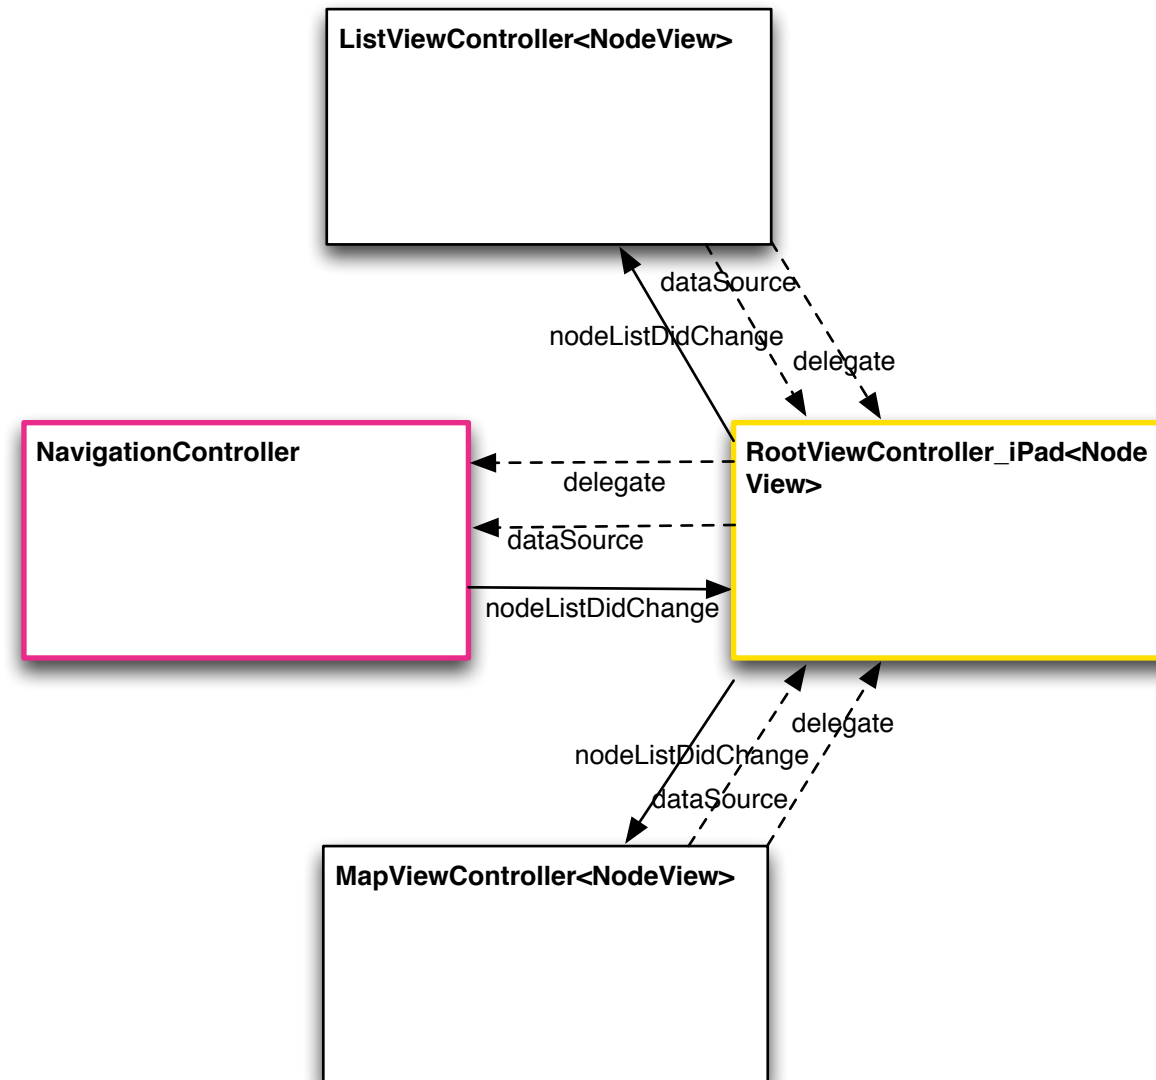 ListViewController<NodeView>
dataSource
nodeListDidChange
delegate
NavigationController
RootViewController_iPad<Node
View>
delegate
dataSource
nodeListDidChange
delegate
nodeListDidChange
dataSource
MapViewController<NodeView>